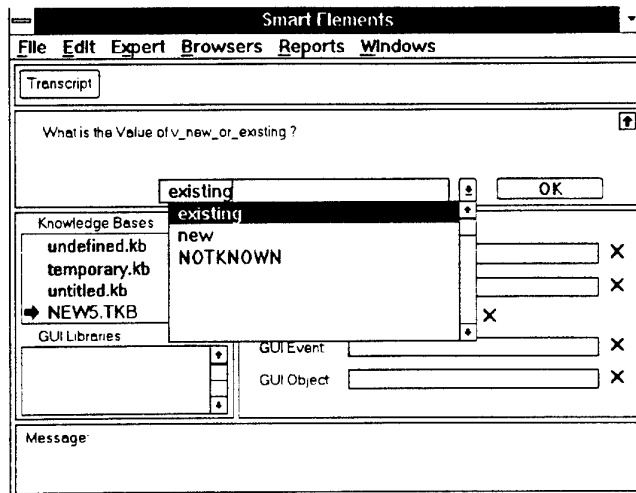 Smart Elements
File Edit Expert Browsers Reports Windows
Transcript
What is the Value of v_new_or_existing ?
existing
OK
existing
new
NOTKNOWN
Knowledge Bases
undefined.kb
temporary.kb
untitled.kb
NEW5.TKB
GUI Libraries
GUI Event
GUI Object
Message: